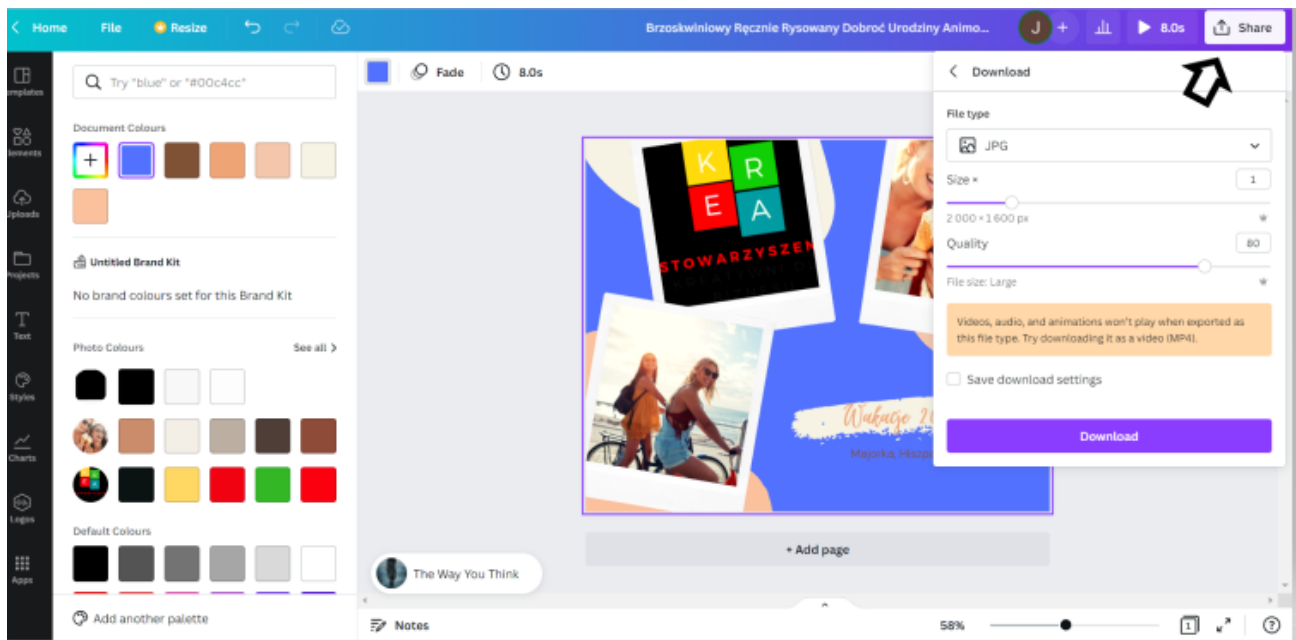 Home File Resize Brzoskwiniowy Ręcznie Rysowany Dobroć Urodziny Animo... J + 8.0s Share
Try "blue" or "#00c4cc"
Document Colours
+
Untitled Brand Kit
No brand colours set for this Brand Kit
Photo Colours See all
Default Colours
Add another palette
emplates
lements
Uploads
Projects
Text
Styles
Charts
Logos
Apps
Fade 8.0s
K R
E A
STOWARZYSZEN
Wakacje 2
Majorka, Hiszp
+ Add page
The Way You Think
Notes
58% 1 ?
Download
File type
JPG
Size × 1
2 000 × 1 600 px
Quality 80
File size: Large
Videos, audio, and animations won't play when exported as
this file type. Try downloading it as a video (MP4).
Save download settings
Download